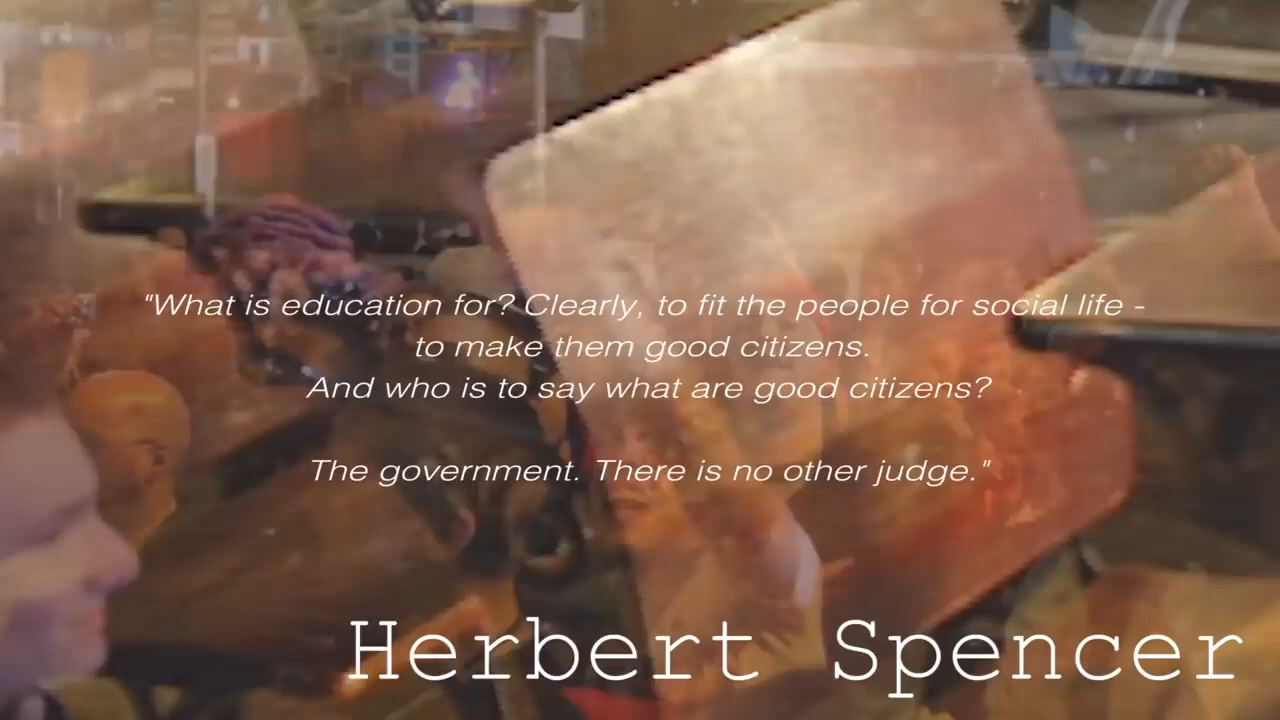 "What is education for? Clearly, to fit the people for social life -
to make them good citizens.
And who is to say what are good citizens?
The government. There is no other judge."
Herbert Spencer